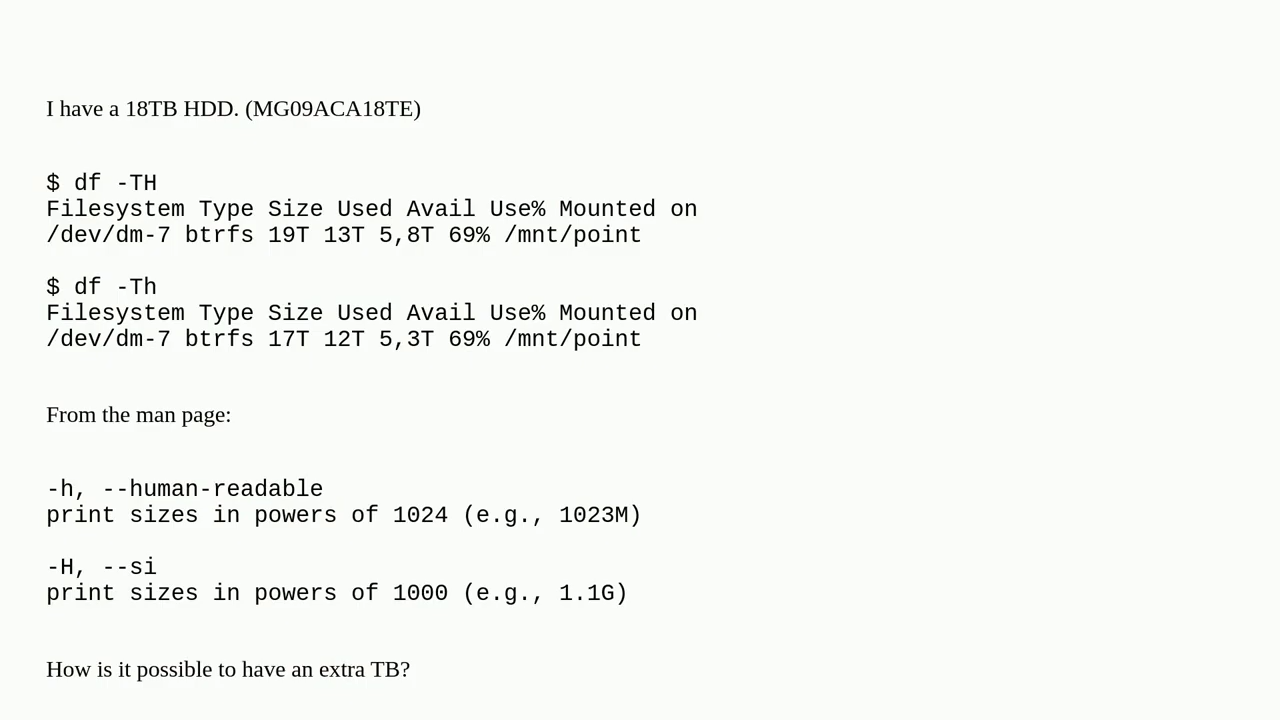 I have a 18TB HDD. (MG09ACA18TE)
$ df -TH
Filesystem Type Size Used Avail Use% Mounted on
/dev/dm-7 btrfs 19T 13T 5,8T 69% /mnt/point
$ df -Th
Filesystem Type Size Used Avail Use% Mounted on
/dev/dm-7 btrfs 17T 12T 5,3T 69% /mnt/point
From the man page:
-h, --human-readable
print sizes in powers of 1024 (e.g., 1023M)
-H, --si
print sizes in powers of 1000 (e.g., 1.1G)
How is it possible to have an extra TB?